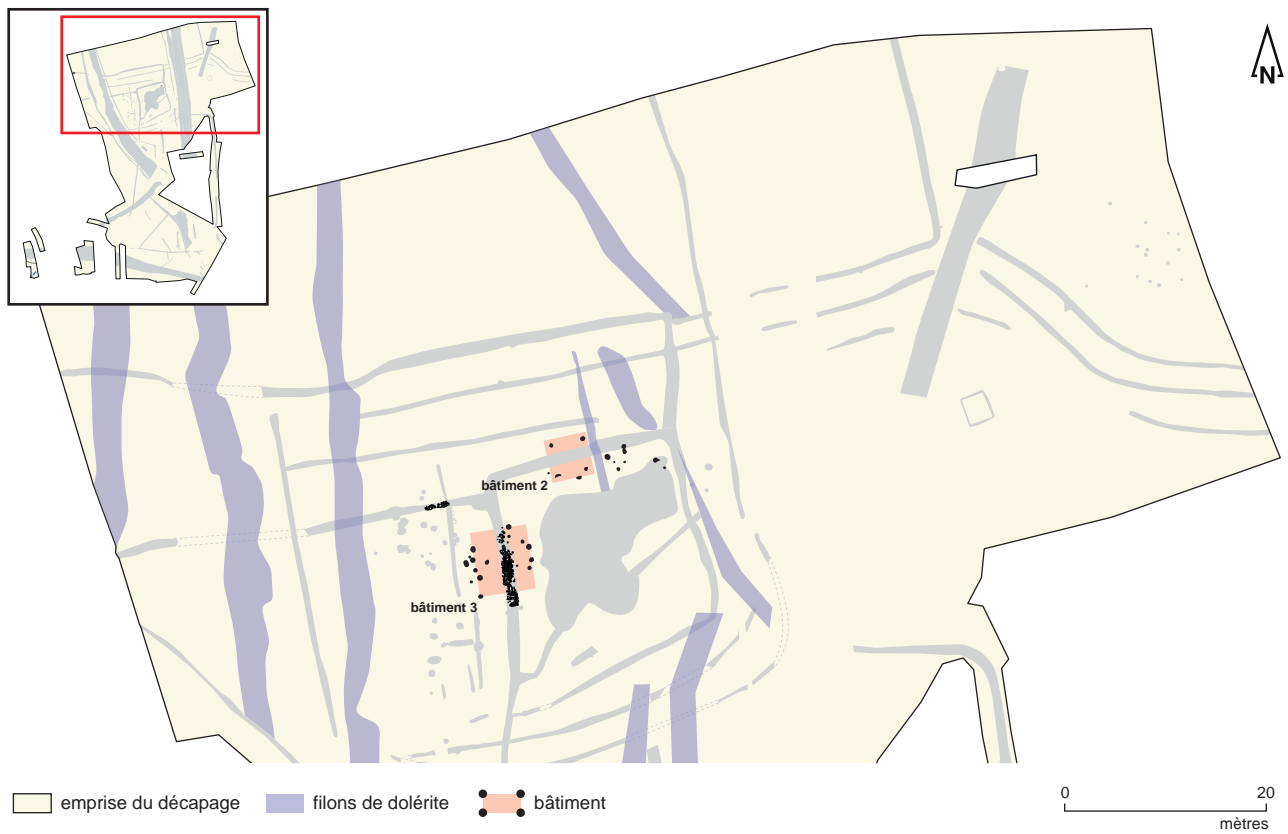 N
bâtiment 2
bâtiment 3
emprise du décapage
filons de dolérite
bâtiment
0 20
mètres